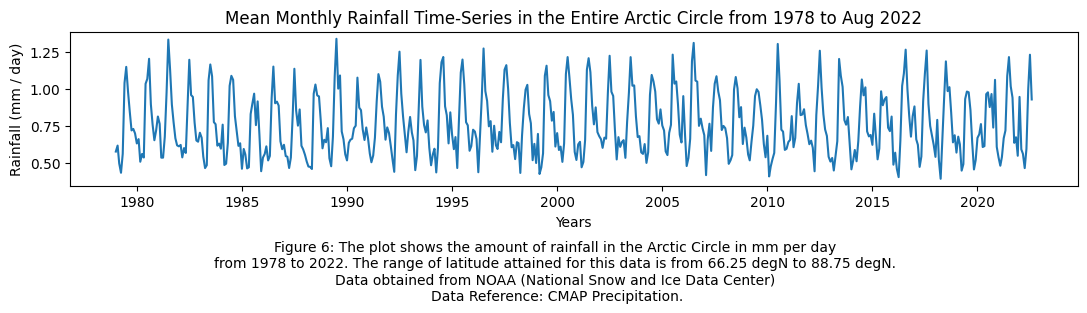 Mean Monthly Rainfall Time-Series in the Entire Arctic Circle from 1978 to Aug 2022
Rainfall (mm / day)
1.25
1.00
0.75
0.50
1980 1985 1990 1995 2000 2005 2010 2015 2020
Years
Figure 6: The plot shows the amount of rainfall in the Arctic Circle in mm per day
from 1978 to 2022. The range of latitude attained for this data is from 66.25 degN to 88.75 degN.
Data obtained from NOAA (National Snow and Ice Data Center)
Data Reference: CMAP Precipitation.